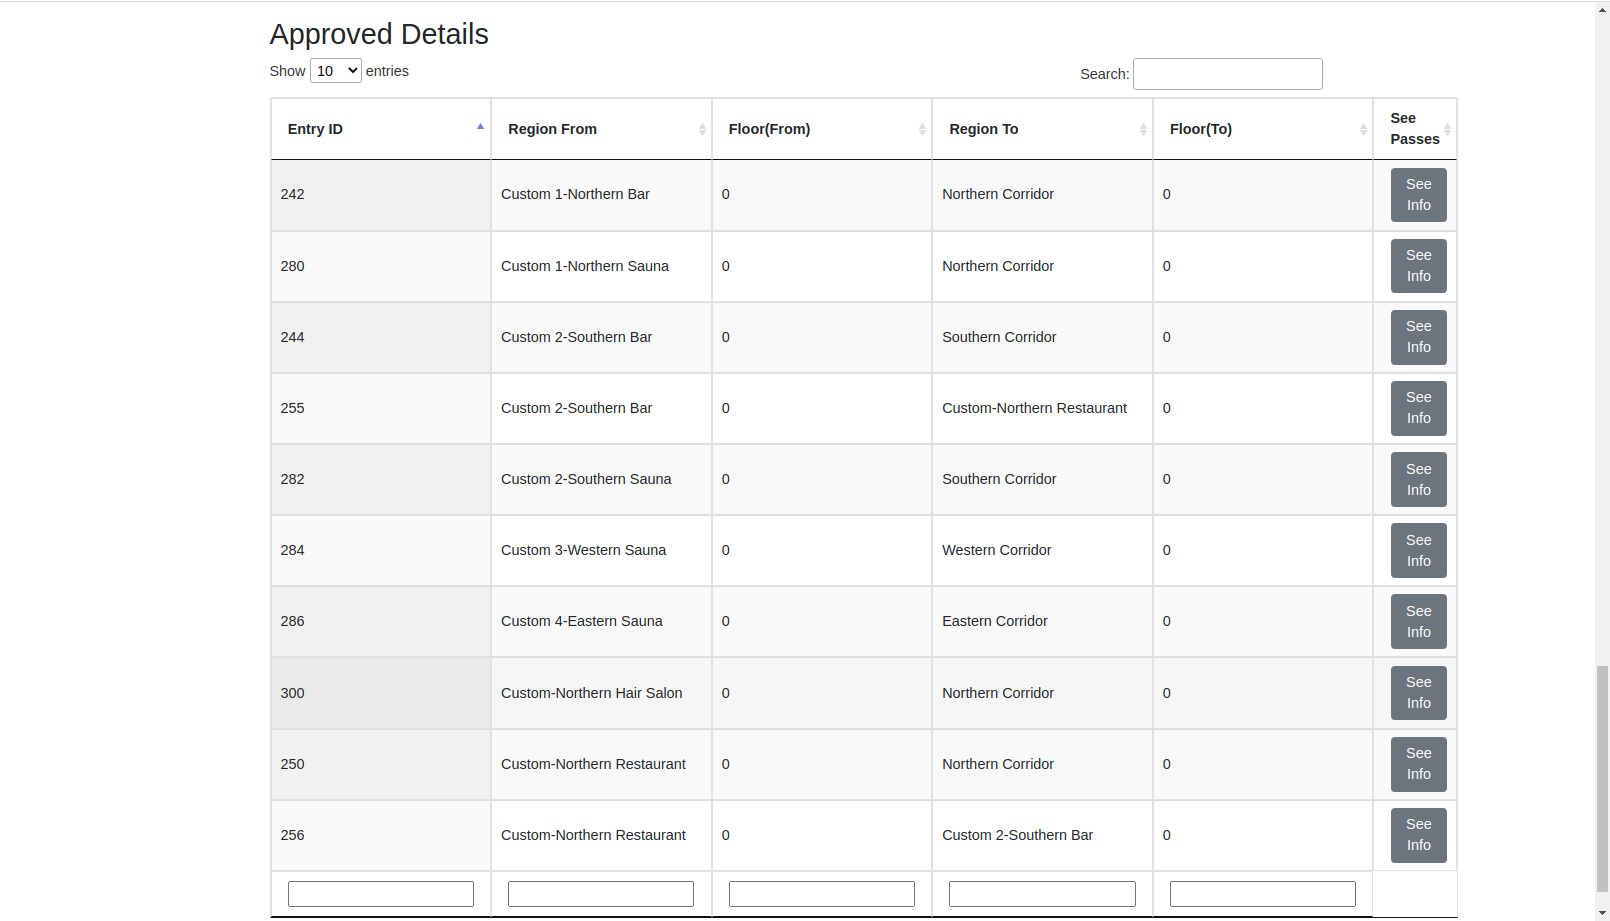 Approved Details
Show 10 entries
Search:
Entry ID Region From Floor(From) Region To Floor(To) See Passes
242 Custom 1-Northern Bar 0 Northern Corridor 0 See Info
280 Custom 1-Northern Sauna 0 Northern Corridor 0 See Info
244 Custom 2-Southern Bar 0 Southern Corridor 0 See Info
255 Custom 2-Southern Bar 0 Custom-Northern Restaurant 0 See Info
282 Custom 2-Southern Sauna 0 Southern Corridor 0 See Info
284 Custom 3-Western Sauna 0 Western Corridor 0 See Info
286 Custom 4-Eastern Sauna 0 Eastern Corridor 0 See Info
300 Custom-Northern Hair Salon 0 Northern Corridor 0 See Info
250 Custom-Northern Restaurant 0 Northern Corridor 0 See Info
256 Custom-Northern Restaurant 0 Custom 2-Southern Bar 0 See Info